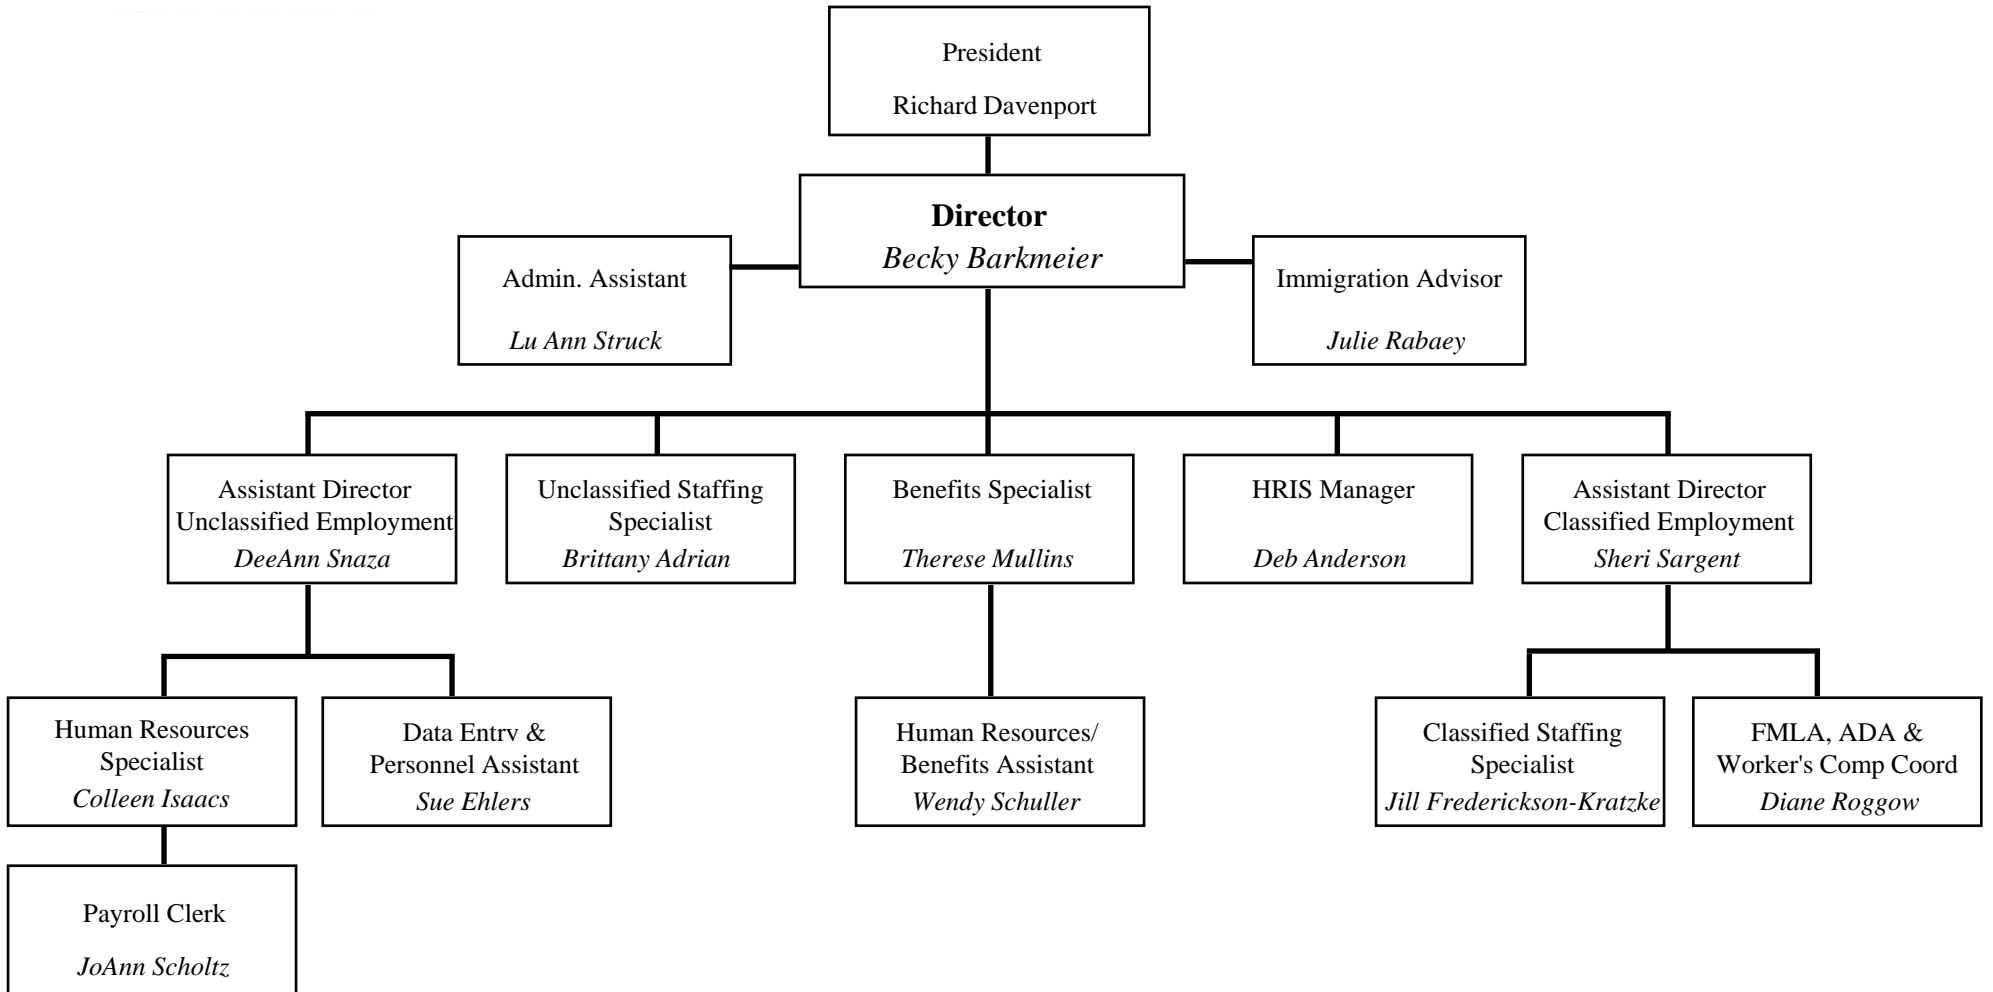 President
Richard Davenport
Director
Becky Barkmeier
Admin. Assistant
Lu Ann Struck
Immigration Advisor
Julie Rabaey
Assistant Director
Unclassified Employment
DeeAnn Snaza
Unclassified Staffing
Specialist
Brittany Adrian
Benefits Specialist
Therese Mullins
HRIS Manager
Deb Anderson
Assistant Director
Classified Employment
Sheri Sargent
Human Resources
Specialist
Colleen Isaacs
Data Entry &
Personnel Assistant
Sue Ehlers
Human Resources/
Benefits Assistant
Wendy Schuller
Classified Staffing
Specialist
Jill Frederickson-Kratzke
FMLA, ADA &
Worker's Comp Coord
Diane Roggow
Payroll Clerk
JoAnn Scholtz